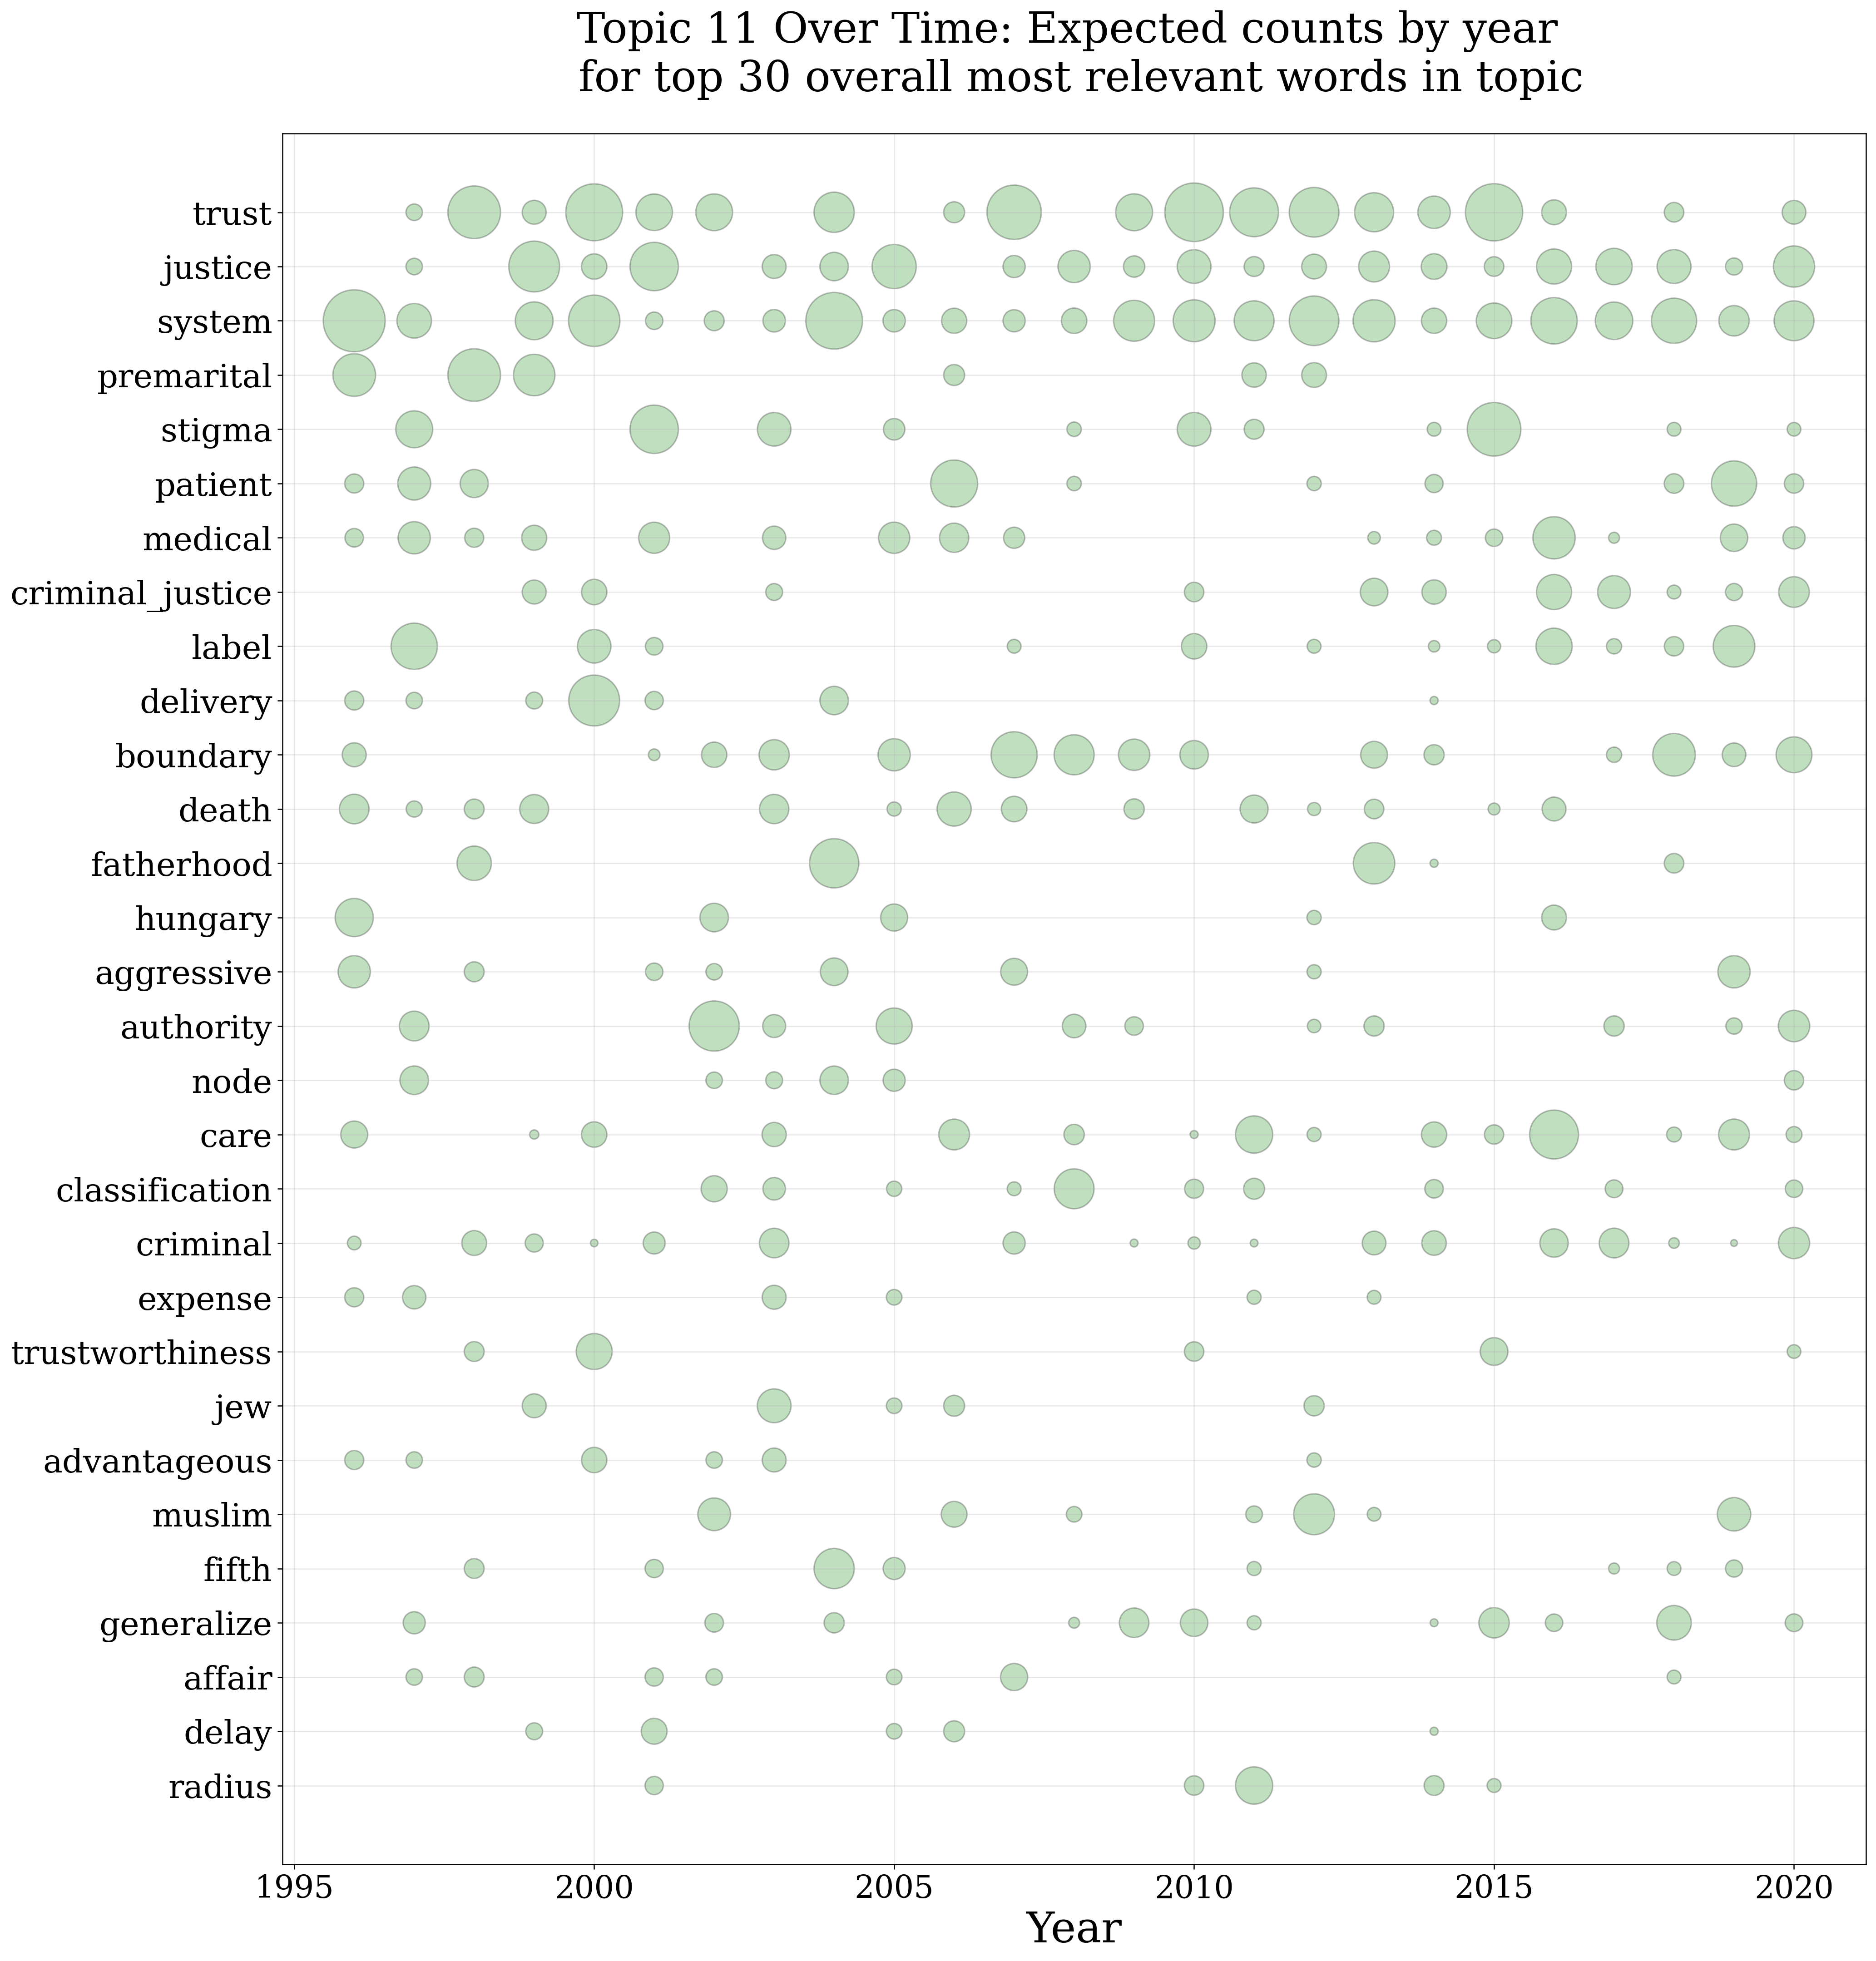 Topic 11 Over Time: Expected counts by year
for top 30 overall most relevant words in topic
trust
justice
system
premarital
stigma
patient
medical
criminal_justice
label
delivery
boundary
death
fatherhood
hungary
aggressive
authority
node
care
classification
criminal
expense
trustworthiness
jew
advantageous
muslim
fifth
generalize
affair
delay
radius
1995 2000 2005 2010 2015 2020
Year